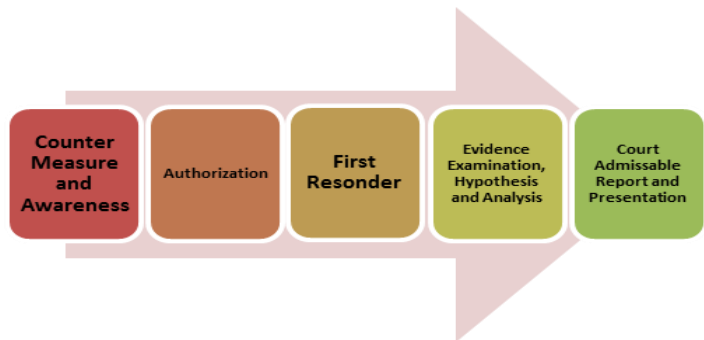 Counter
Measure
and
Awareness
Authorization
First
Resonder
Evidence
Examination,
Hypothesis
and Analysis
Court
Admissable
Report and
Presentation